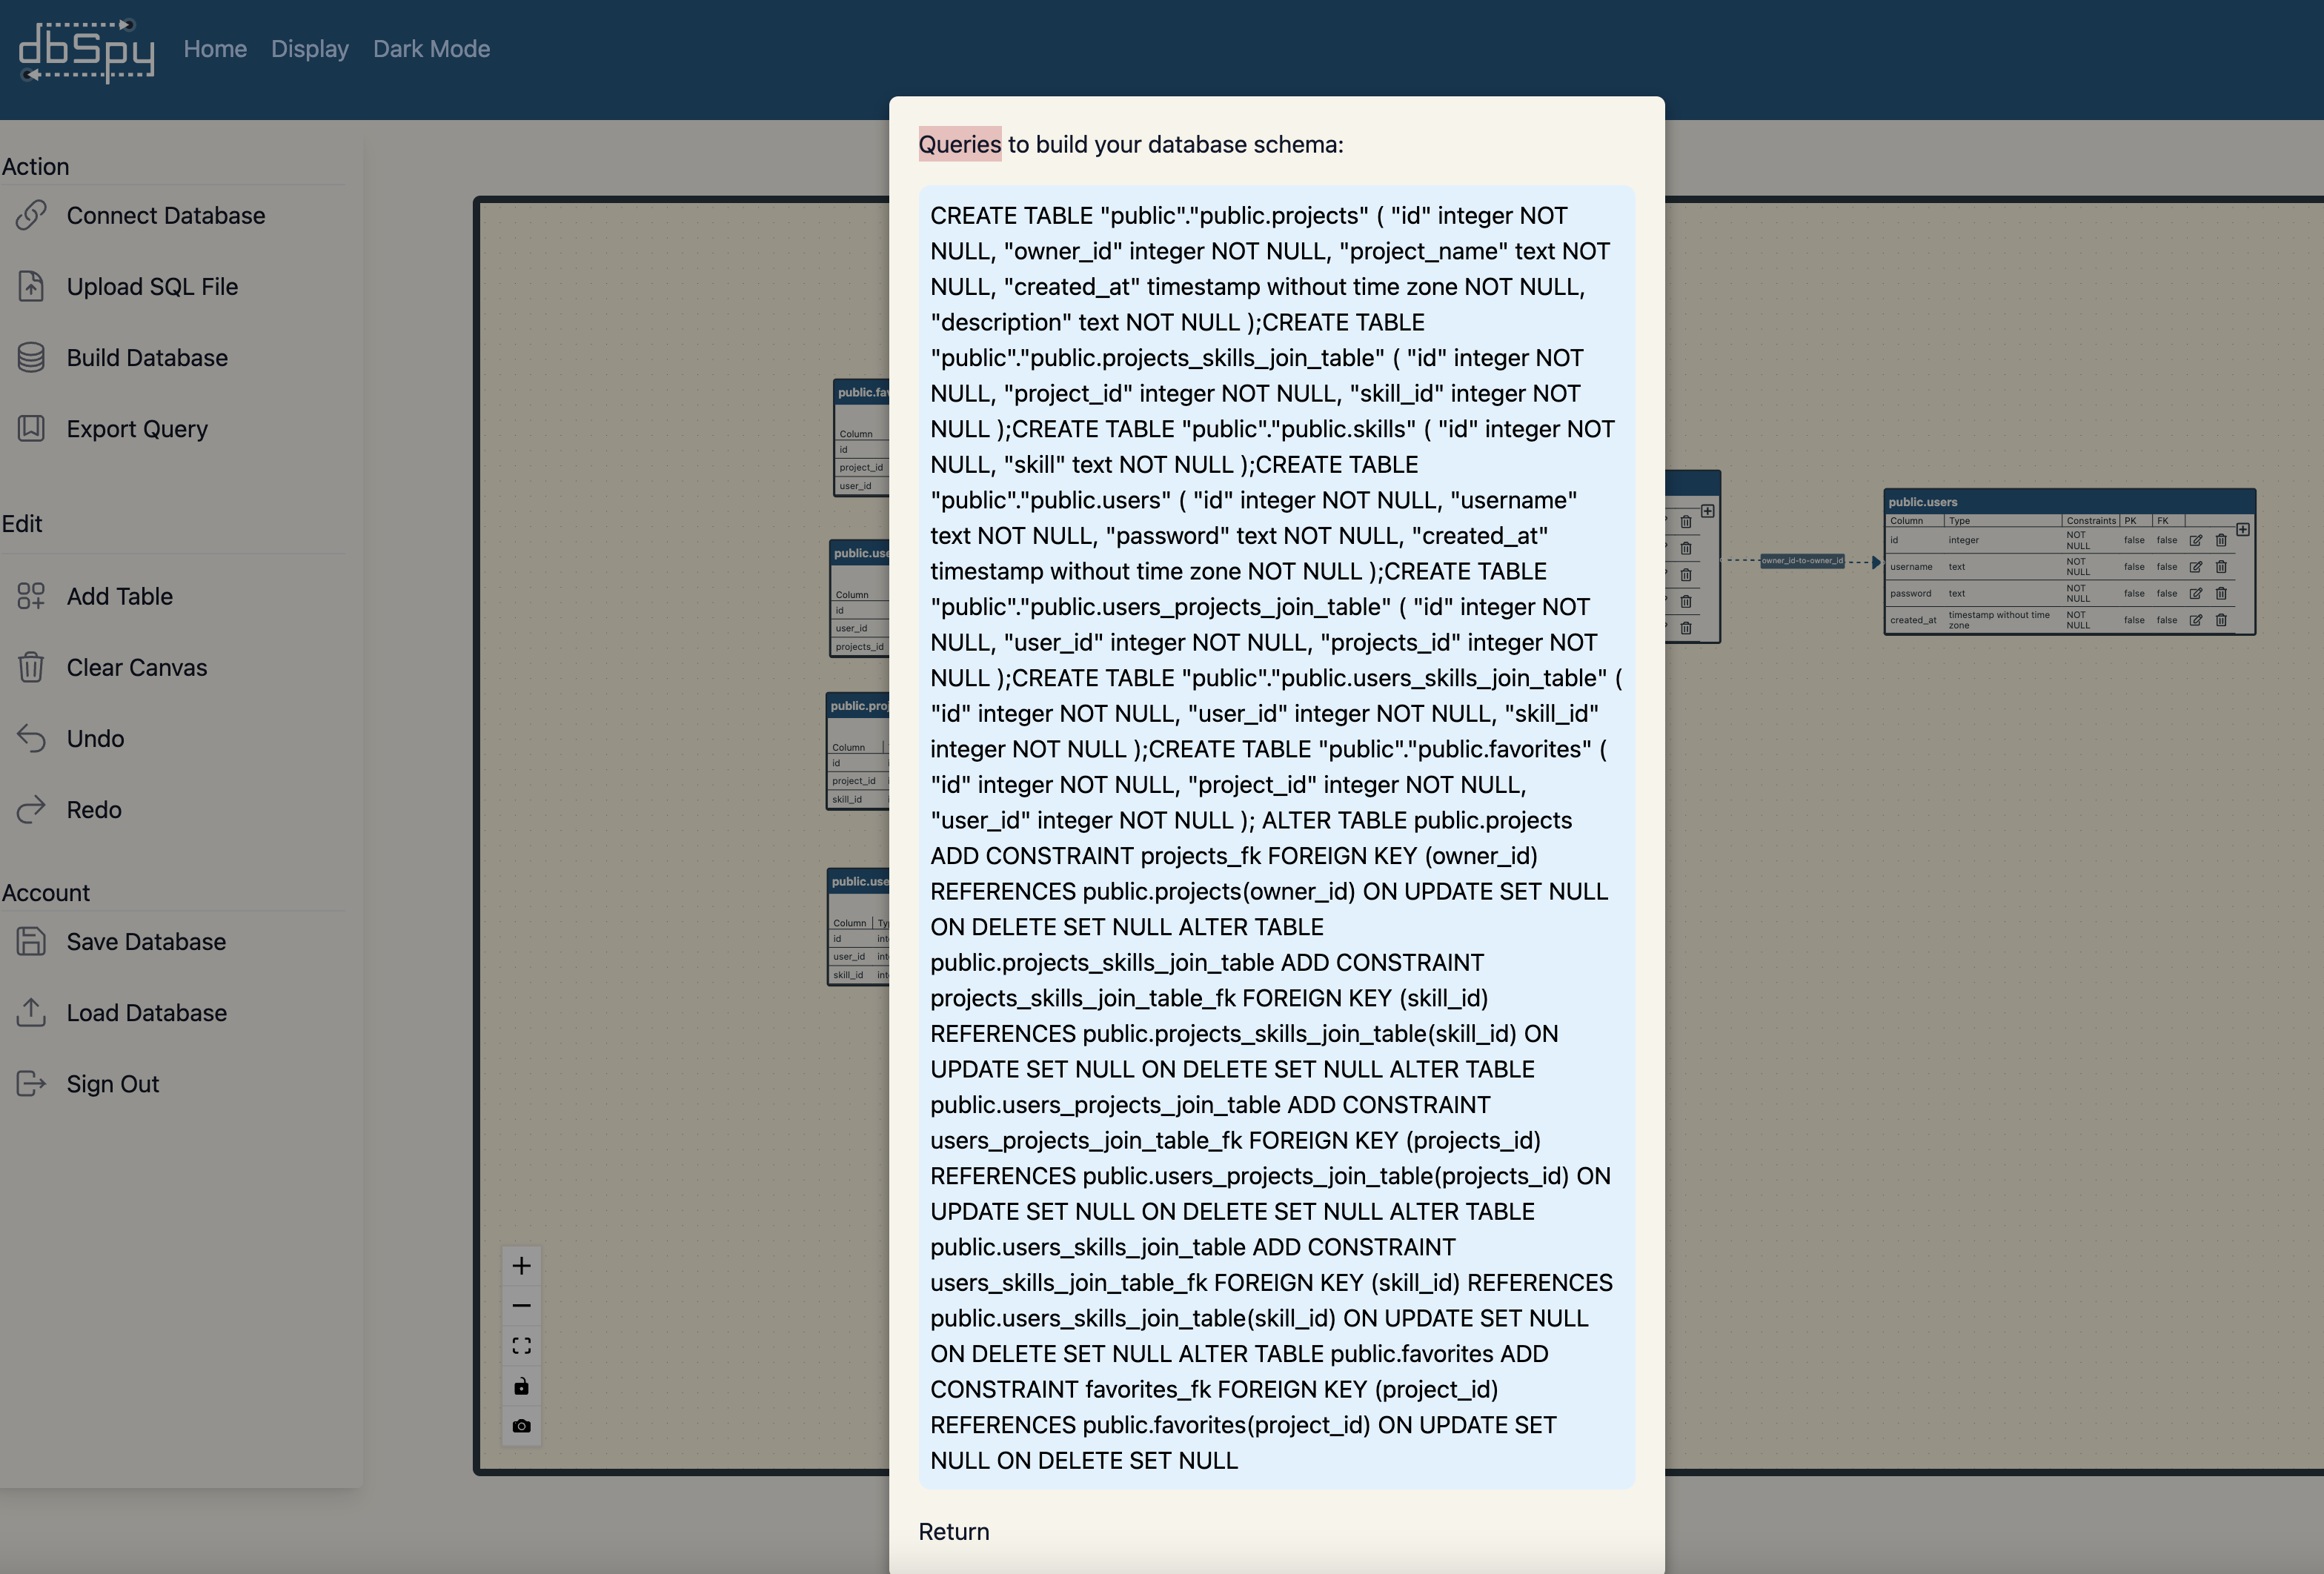 dbSpy
Home Display Dark Mode
Action
Connect Database
Upload SQL File
Build Database
Export Query
Edit
Add Table
Clear Canvas
Undo
Redo
Account
Save Database
Load Database
Sign Out
public.fav
Column
id
project_id
user_id
public.use
Column
id
user_id
projects_id
public.proj
Column
id
project_id
skill_id
public.use
Column
id int
user_id int
skill_id int
Queries to build your database schema:
CREATE TABLE "public"."public.projects" ( "id" integer NOT
NULL, "owner_id" integer NOT NULL, "project_name" text NOT
NULL, "created_at" timestamp without time zone NOT NULL,
"description" text NOT NULL );CREATE TABLE
"public"."public.projects_skills_join_table" ( "id" integer NOT
NULL, "project_id" integer NOT NULL, "skill_id" integer NOT
NULL );CREATE TABLE "public"."public.skills" ( "id" integer NOT
NULL, "skill" text NOT NULL );CREATE TABLE
"public"."public.users" ( "id" integer NOT NULL, "username"
text NOT NULL, "password" text NOT NULL, "created_at"
timestamp without time zone NOT NULL );CREATE TABLE
"public"."public.users_projects_join_table" ( "id" integer NOT
NULL, "user_id" integer NOT NULL, "projects_id" integer NOT
NULL );CREATE TABLE "public"."public.users_skills_join_table" (
"id" integer NOT NULL, "user_id" integer NOT NULL, "skill_id"
integer NOT NULL );CREATE TABLE "public"."public.favorites" (
"id" integer NOT NULL, "project_id" integer NOT NULL,
"user_id" integer NOT NULL ); ALTER TABLE public.projects
ADD CONSTRAINT projects_fk FOREIGN KEY (owner_id)
REFERENCES public.projects(owner_id) ON UPDATE SET NULL
ON DELETE SET NULL ALTER TABLE
public.projects_skills_join_table ADD CONSTRAINT
projects_skills_join_table_fk FOREIGN KEY (skill_id)
REFERENCES public.projects_skills_join_table(skill_id) ON
UPDATE SET NULL ON DELETE SET NULL ALTER TABLE
public.users_projects_join_table ADD CONSTRAINT
users_projects_join_table_fk FOREIGN KEY (projects_id)
REFERENCES public.users_projects_join_table(projects_id) ON
UPDATE SET NULL ON DELETE SET NULL ALTER TABLE
public.users_skills_join_table ADD CONSTRAINT
users_skills_join_table_fk FOREIGN KEY (skill_id) REFERENCES
public.users_skills_join_table(skill_id) ON UPDATE SET NULL
ON DELETE SET NULL ALTER TABLE public.favorites ADD
CONSTRAINT favorites_fk FOREIGN KEY (project_id)
REFERENCES public.favorites(project_id) ON UPDATE SET
NULL ON DELETE SET NULL
Return
owner_id-to-owner_id
public.users
Column Type Constraints PK FK
id integer NOT NULL false false
username text NOT NULL false false
password text NOT NULL false false
created_at timestamp without time zone NOT NULL false false